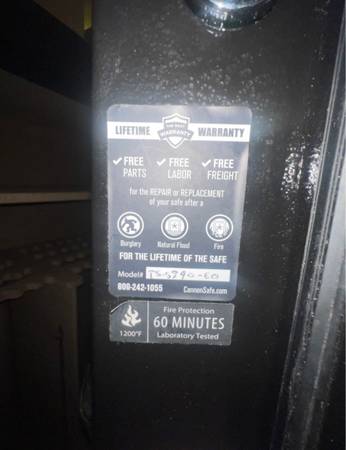 LIFETIME WARRANTY
✓ FREE PARTS ✓ FREE LABOR ✓ FREE FREIGHT
for the REPAIR or REPLACEMENT
of your safe after a
Burglary Natural Flood Fire
FOR THE LIFETIME OF THE SAFE
Model#
800-242-1055 CannonSafe.com
Fire Protection
60 MINUTES
1200°F Laboratory Tested